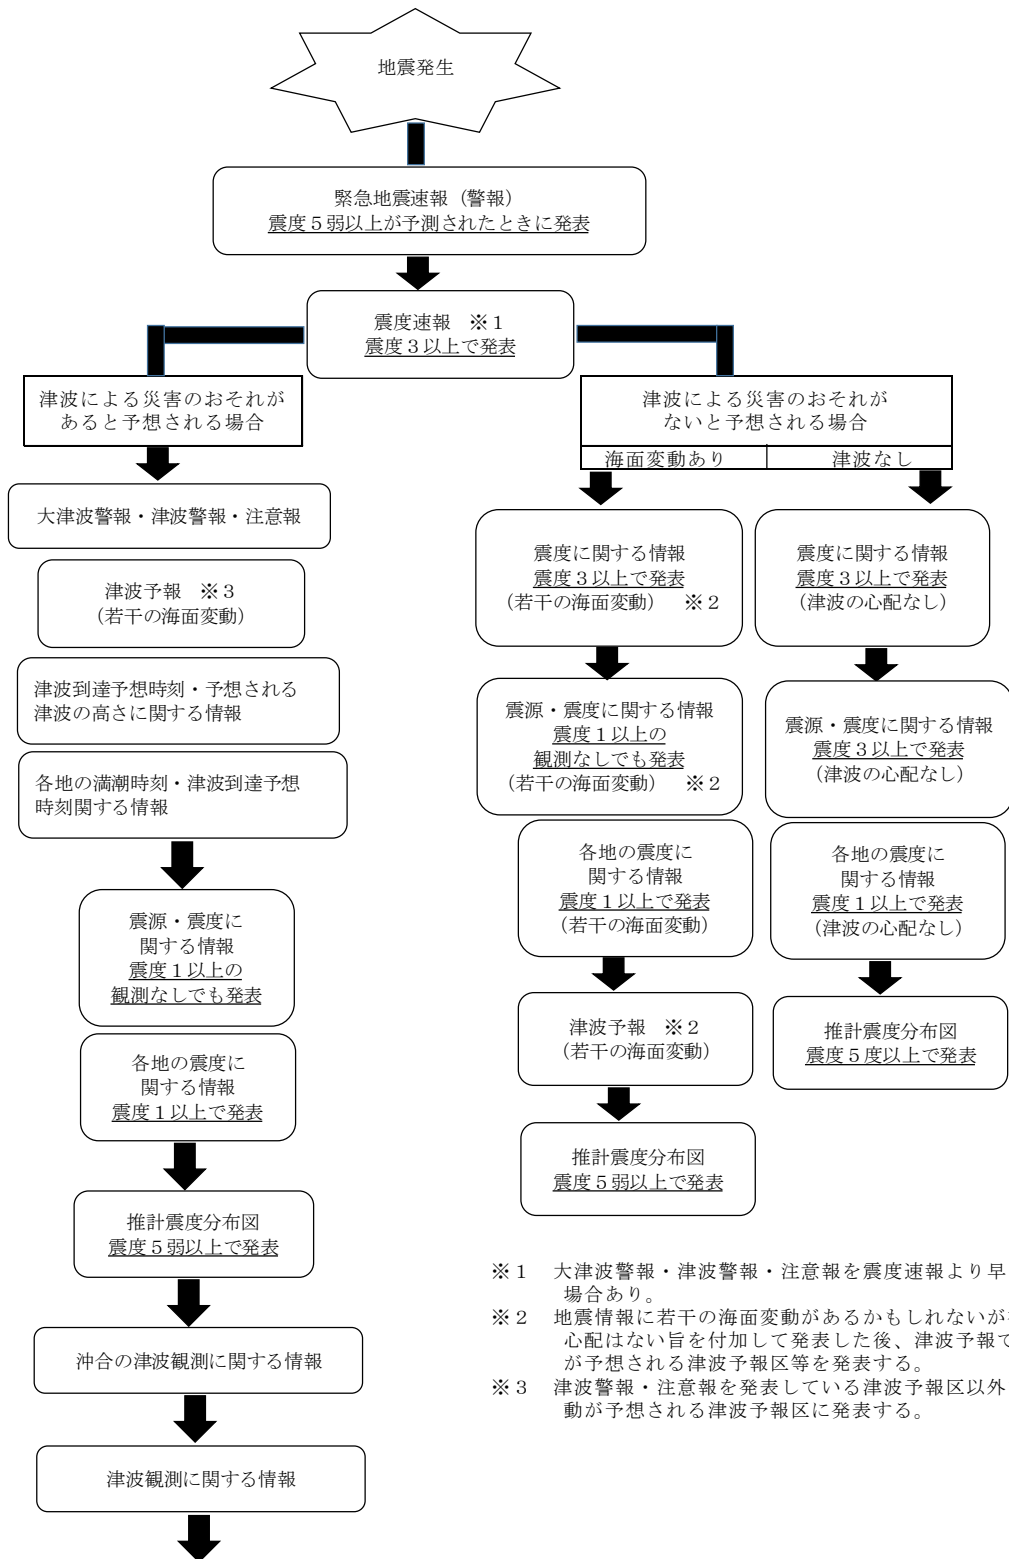 地震発生
緊急地震速報（警報）
震度５弱以上が予測されたときに発表
震度速報　※１
震度３以上で発表
津波による災害のおそれが
あると予想される場合
大津波警報・津波警報・注意報
津波予報　※３
（若干の海面変動）
津波到達予想時刻・予想される
津波の高さに関する情報
各地の満潮時刻・津波到達予想
時刻関する情報
震源・震度に
関する情報
震度１以上の
観測なしでも発表
各地の震度に
関する情報
震度１以上で発表
推計震度分布図
震度５弱以上で発表
沖合の津波観測に関する情報
津波観測に関する情報
津波による災害のおそれが
ないと予想される場合
海面変動あり
津波なし
震度に関する情報
震度３以上で発表
（若干の海面変動）　※２
震源・震度に関する情報
震度１以上の
観測なしでも発表
（若干の海面変動）　※２
各地の震度に
関する情報
震度１以上で発表
（若干の海面変動）
津波予報　※２
（若干の海面変動）
推計震度分布図
震度５弱以上で発表
震度に関する情報
震度３以上で発表
（津波の心配なし）
震源・震度に関する情報
震度３以上で発表
（津波の心配なし）
各地の震度に
関する情報
震度１以上で発表
（津波の心配なし）
推計震度分布図
震度５度以上で発表
※１　大津波警報・津波警報・注意報を震度速報より早
場合あり。
※２　地震情報に若干の海面変動があるかもしれないが
心配はない旨を付加して発表した後、津波予報で
が予想される津波予報区等を発表する。
※３　津波警報・注意報を発表している津波予報区以外
動が予想される津波予報区に発表する。